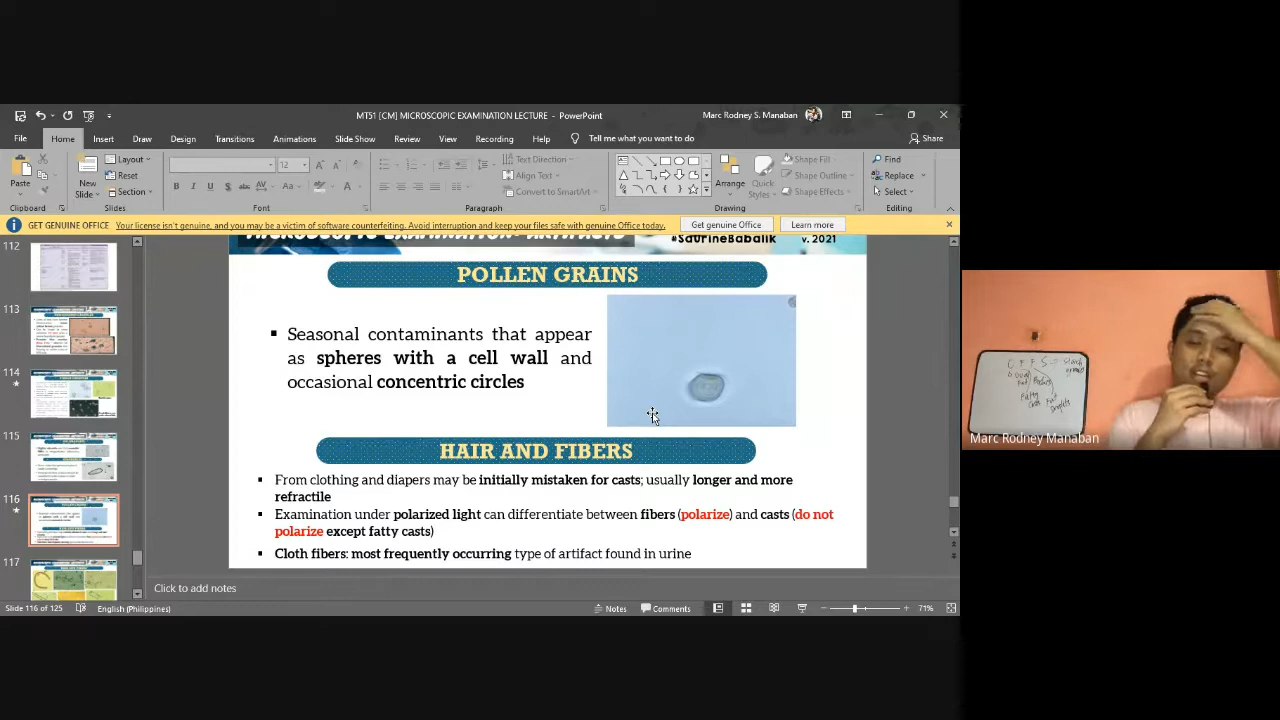 MT51 [CM] MICROSCOPIC EXAMINATION LECTURE - PowerPoint
Marc Rodney S. Manaban
File Home Insert Draw Design Transitions Animations Slide Show Review View Recording Help Tell me what you want to do Share
Paste
Clipboard
New Slide
Layout
Reset
Section
Slides
12
Font
Text Direction
Align Text
Convert to SmartArt
Paragraph
Arrange
Quick Styles
Shape Fill
Shape Outline
Shape Effects
Drawing
Find
Replace
Select
Editing
GET GENUINE OFFICE Your license isn't genuine, and you may be a victim of software counterfeiting. Avoid interruption and keep your files safe with genuine Office today. Get genuine Office Learn more
112
113
114
115
116
117
#SaUrineBabalik v. 2021
POLLEN GRAINS
Seasonal contaminants that appear
as spheres with a cell wall and
occasional concentric circles
HAIR AND FIBERS
From clothing and diapers may be initially mistaken for casts; usually longer and more
refractile
Examination under polarized light can differentiate between fibers (polarize) and casts (do not
polarize except fatty casts)
Cloth fibers: most frequently occurring type of artifact found in urine
Click to add notes
Slide 116 of 125 English (Philippines) Notes Comments 71%
Marc Rodney Manaban